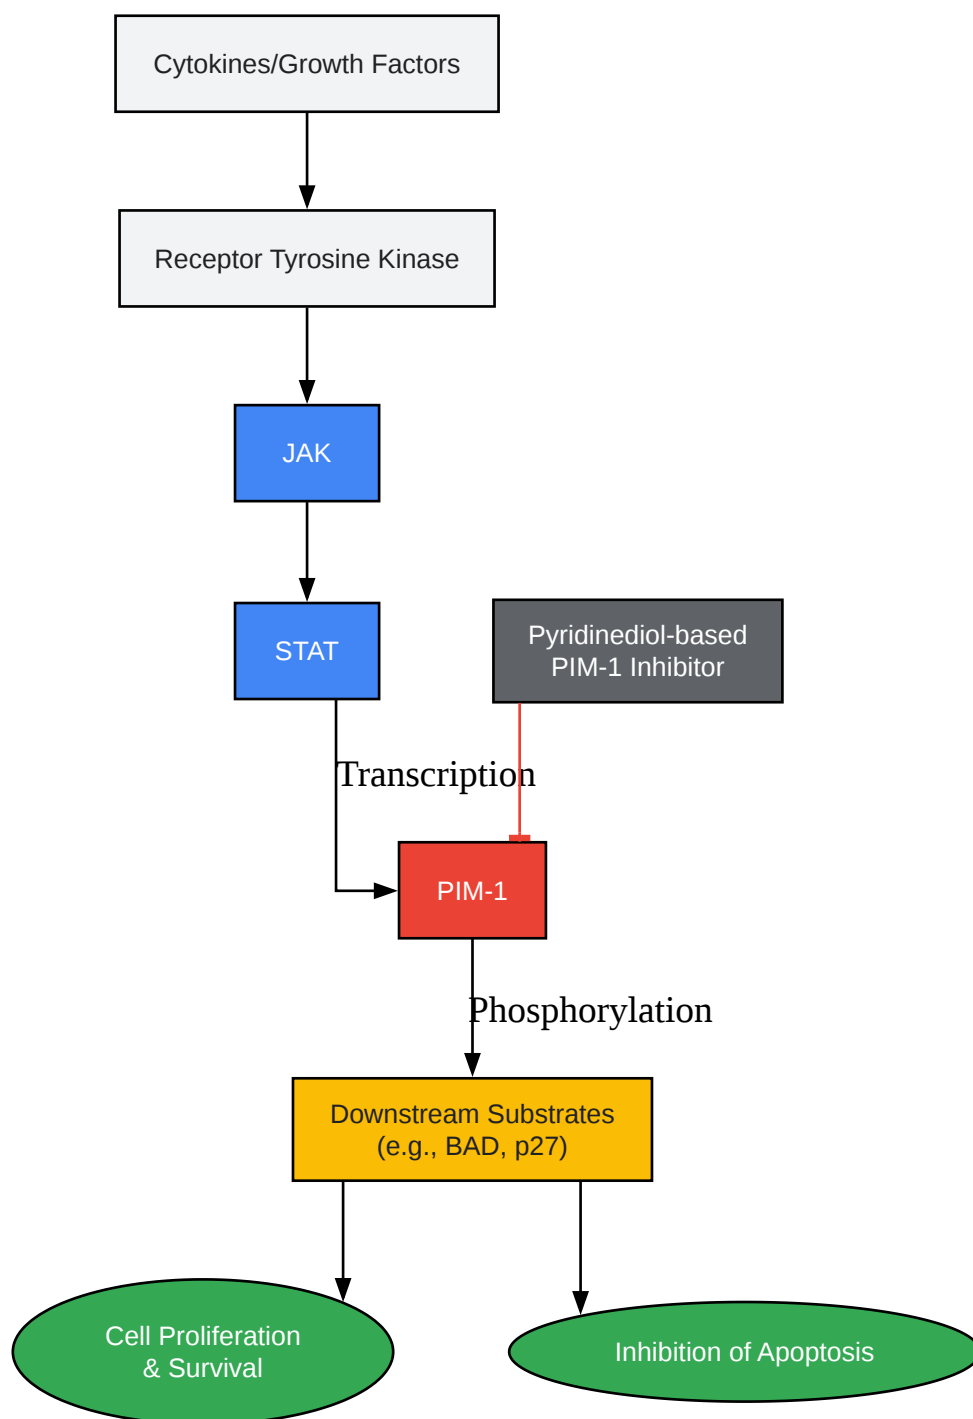 Cytokines/Growth Factors
Receptor Tyrosine Kinase
JAK
STAT
Pyridinediol-based
PIM-1 Inhibitor
Transcription
PIM-1
Phosphorylation
Downstream Substrates
(e.g., BAD, p27)
Cell Proliferation
& Survival
Inhibition of Apoptosis